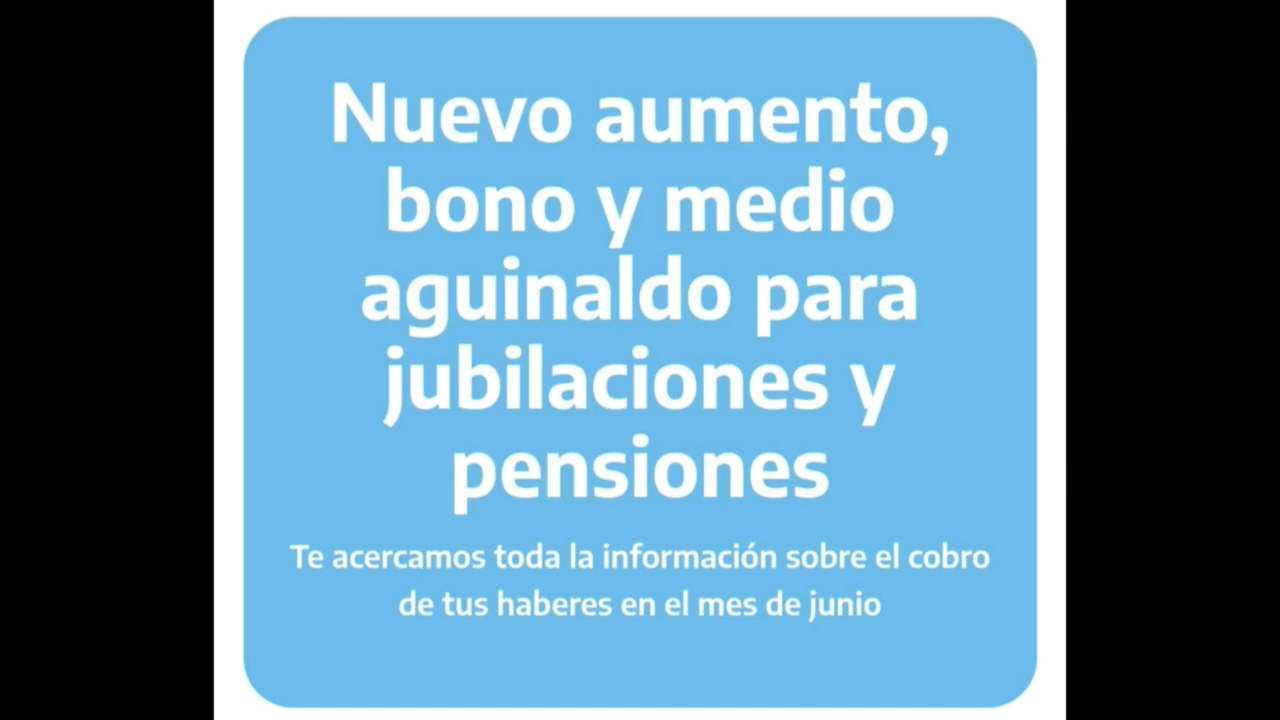 Nuevo aumento,
bono y medio
aguinaldo para
jubilaciones y
pensiones
Te acercamos toda la información sobre el cobro
de tus haberes en el mes de junio